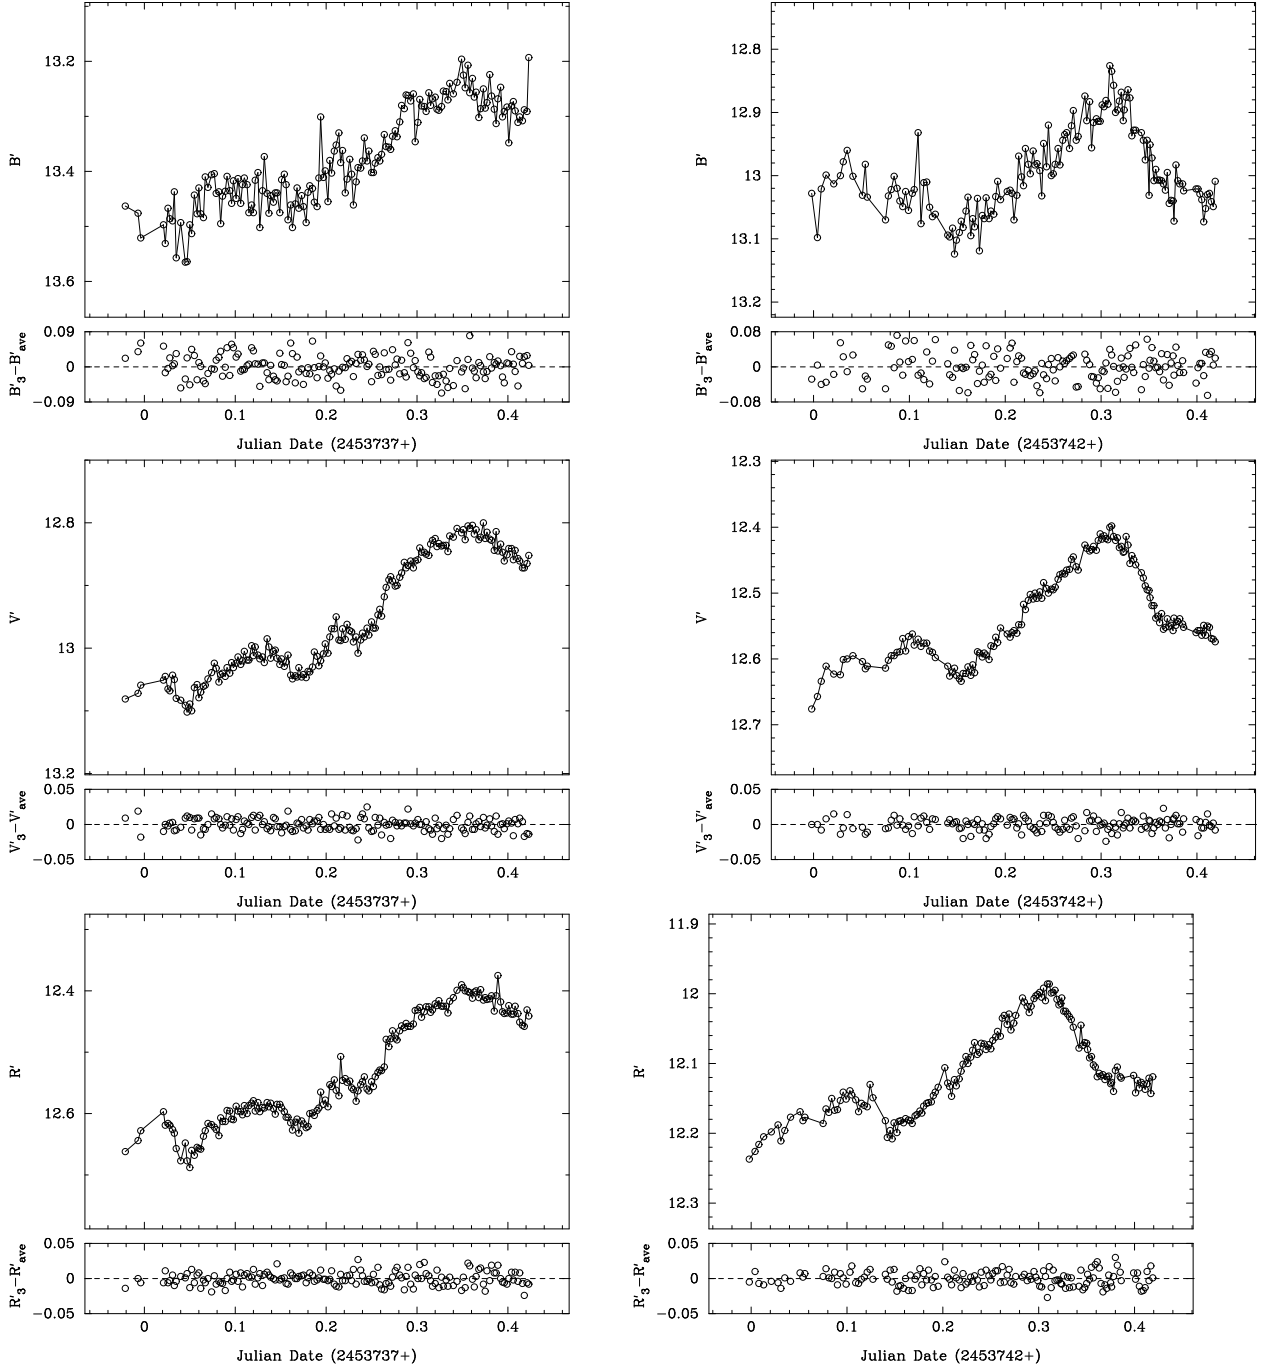 13.2
13.4
13.6
B'
0.09
0
−0.09
B'₃−B'ave
0 0.1 0.2 0.3 0.4
Julian Date (2453737+)
12.8
12.9
13
13.1
13.2
B'
0.08
0
−0.08
B'₃−B'ave
0 0.1 0.2 0.3 0.4
Julian Date (2453742+)
12.8
13
13.2
V'
0.05
0
−0.05
V'₃−V'ave
0 0.1 0.2 0.3 0.4
Julian Date (2453737+)
12.3
12.4
12.5
12.6
12.7
V'
0.05
0
−0.05
V'₃−V'ave
0 0.1 0.2 0.3 0.4
Julian Date (2453742+)
12.4
12.6
R'
0.05
0
−0.05
R'₃−R'ave
0 0.1 0.2 0.3 0.4
Julian Date (2453737+)
11.9
12
12.1
12.2
12.3
R'
0.05
0
−0.05
R'₃−R'ave
0 0.1 0.2 0.3 0.4
Julian Date (2453742+)